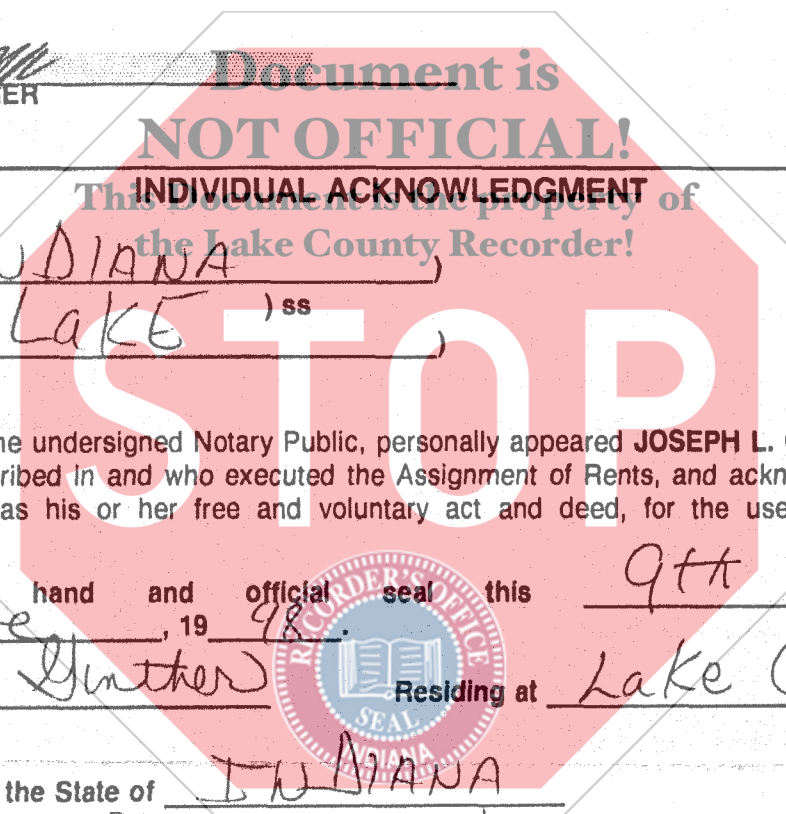 Document is
ER
NOT OFFICIAL!
INDIVIDUAL ACKNOWLEDGMENT
This Document is the property of
the Lake County Recorder!
NDIANA )
LAKE ) ss
)
STOP
he undersigned Notary Public, personally appeared JOSEPH L.
ribed in and who executed the Assignment of Rents, and ackn
as his or her free and voluntary act and deed, for the use
hand and official seal this 9th
e, 19 98.
Ginther Residing at Lake C
RECORDER'S OFFICE
SEAL
INDIANA
the State of INDIANA